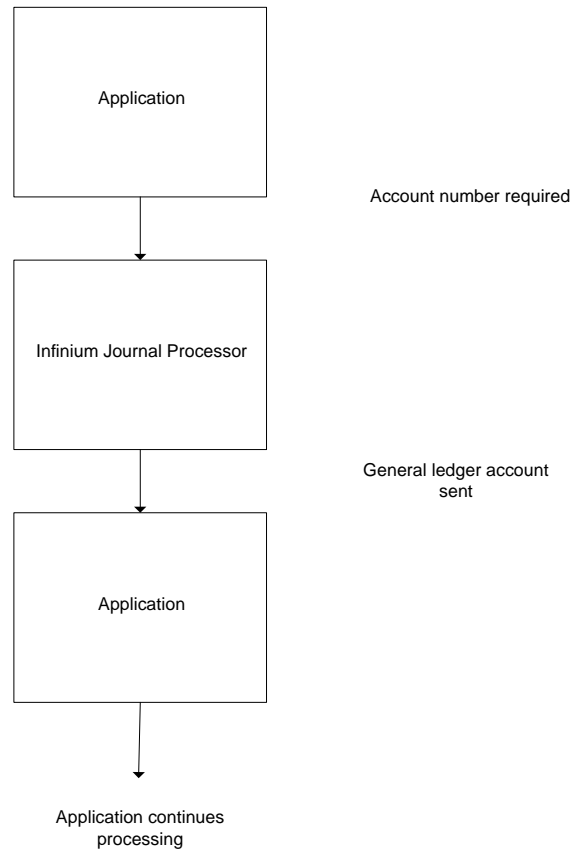 Application
Account number required
Infinium Journal Processor
General ledger account
sent
Application
Application continues
processing